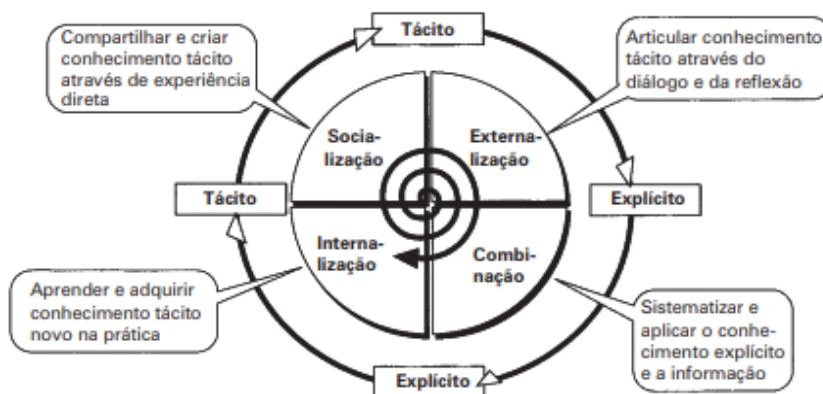 Tácito
Compartilhar e criar
conhecimento tácito
através de experiência
direta
Articular conhecimento
tácito através do
diálogo e da reflexão
Socia-
lização
Externa-
lização
Tácito
Explícito
Interna-
lização
Combi-
nação
Aprender e adquirir
conhecimento tácito
novo na prática
Sistematizar e
aplicar o conhe-
cimento explícito
e a informação
Explícito